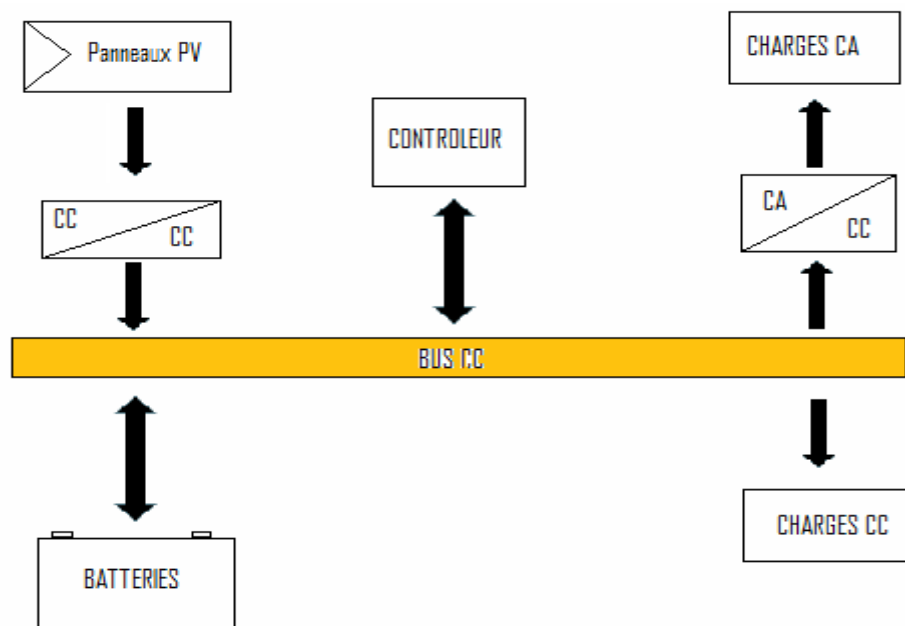 Panneaux PV
CHARGES CA
CONTROLEUR
CC
CC
CA
CC
BUS CC
BATTERIES
CHARGES CC